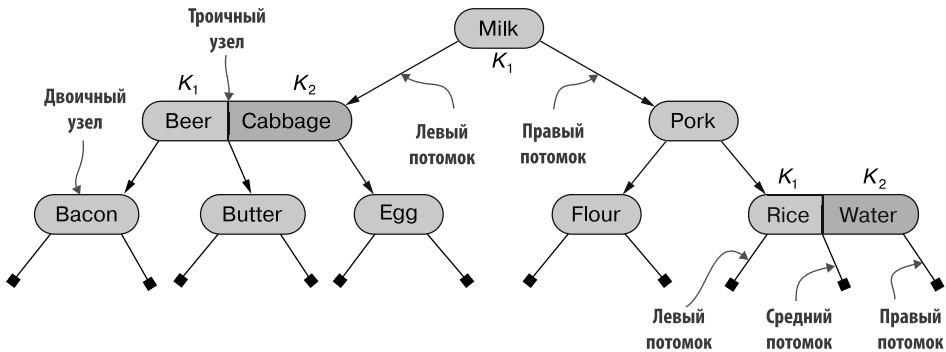 Троичный
узел
Milk
K1
Двоичный
узел
K1
K2
Beer
Cabbage
Левый
потомок
Правый
потомок
Pork
K1
K2
Bacon
Butter
Egg
Flour
Rice
Water
Левый
потомок
Средний
потомок
Правый
потомок